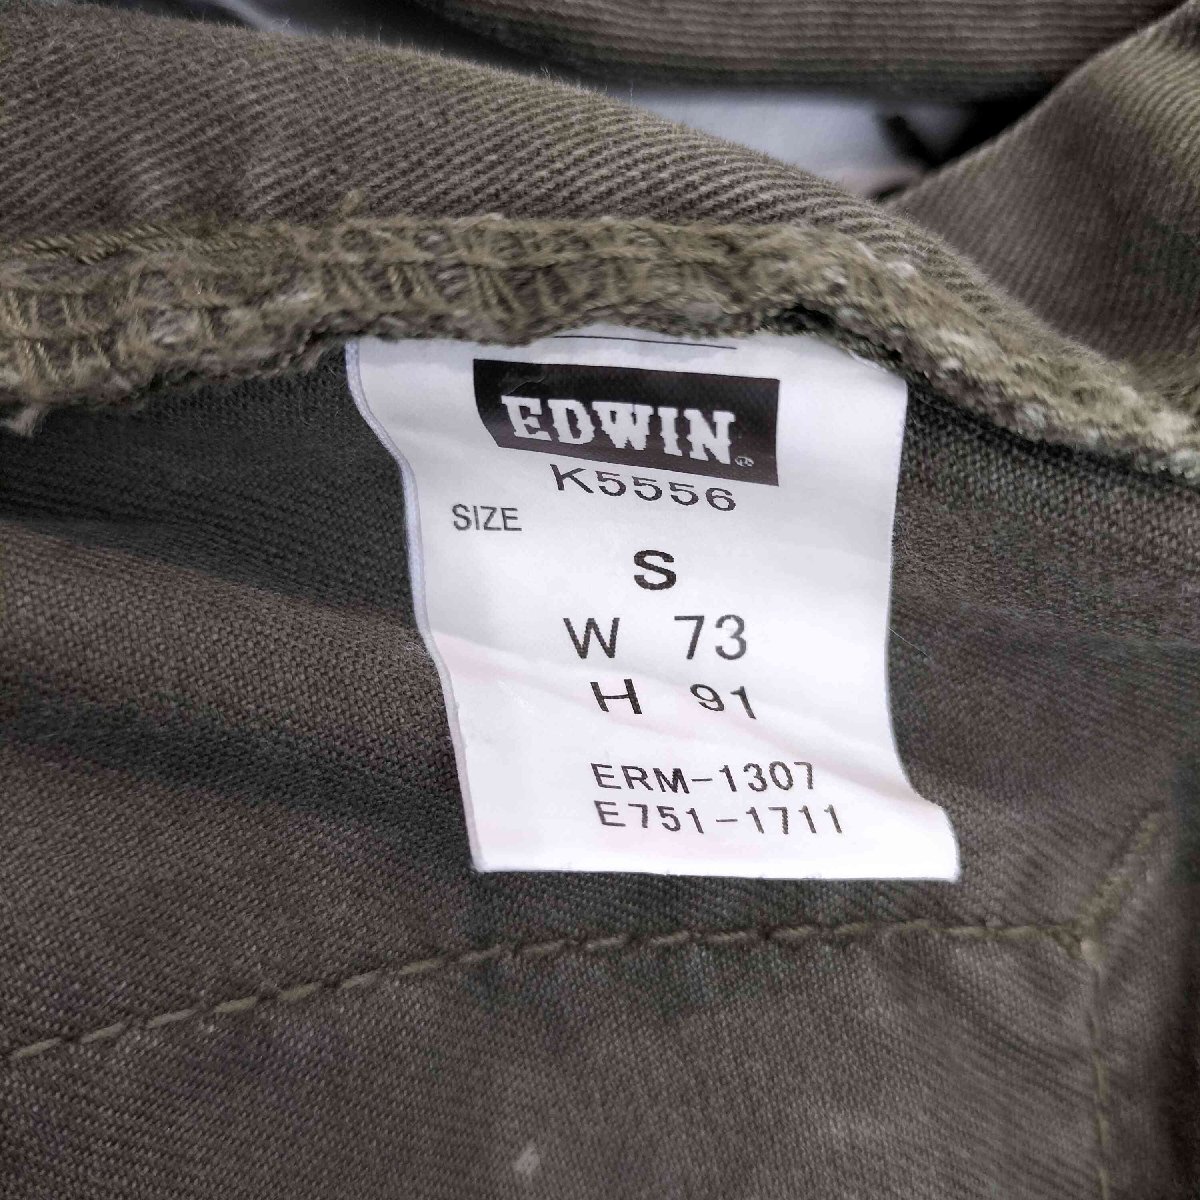 EDWIN
K5556
SIZE
S
W 73
H 91
ERM-1307
E751-1711